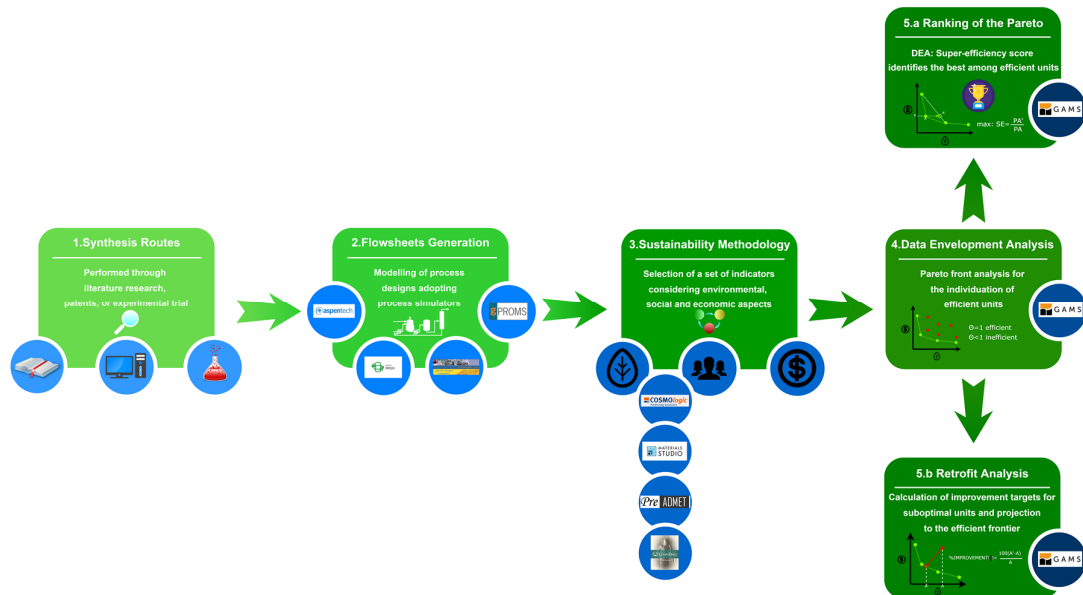 5.a Ranking of the Pareto
DEA: Super-efficiency score
identifies the best among efficient units
max: SE= PA'
PA
GAMS
1.Synthesis Routes
Performed through
literature research,
patents, or experimental trial
2.Flowsheets Generation
Modelling of process
designs adopting
process simulators
aspentech
PROMS
3.Sustainability Methodology
Selection of a set of indicators
considering environmental,
social and economic aspects
COSMOlogic
MATERIALS
STUDIO
Pre ADMET
4.Data Envelopment Analysis
Pareto front analysis for
the individuation of
efficient units
Θ=1 efficient
Θ<1 inefficient
GAMS
5.b Retrofit Analysis
Calculation of improvement targets for
suboptimal units and projection
to the efficient frontier
100(A'-A)
A
GAMS